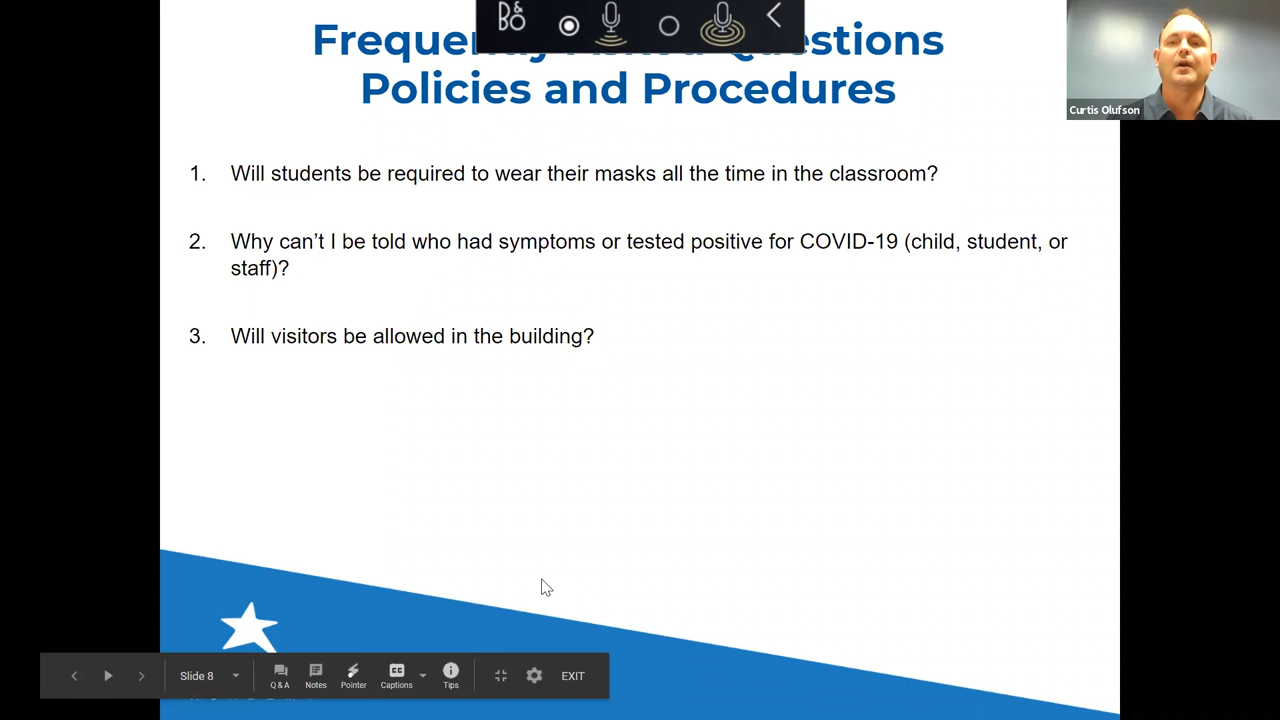 B&O
Questions
Policies and Procedures
Curtis Olufson
1. Will students be required to wear their masks all the time in the classroom?
2. Why can’t I be told who had symptoms or tested positive for COVID-19 (child, student, or
staff)?
3. Will visitors be allowed in the building?
Slide 8
Q & A
Notes
Pointer
CC
Captions
Tips
EXIT